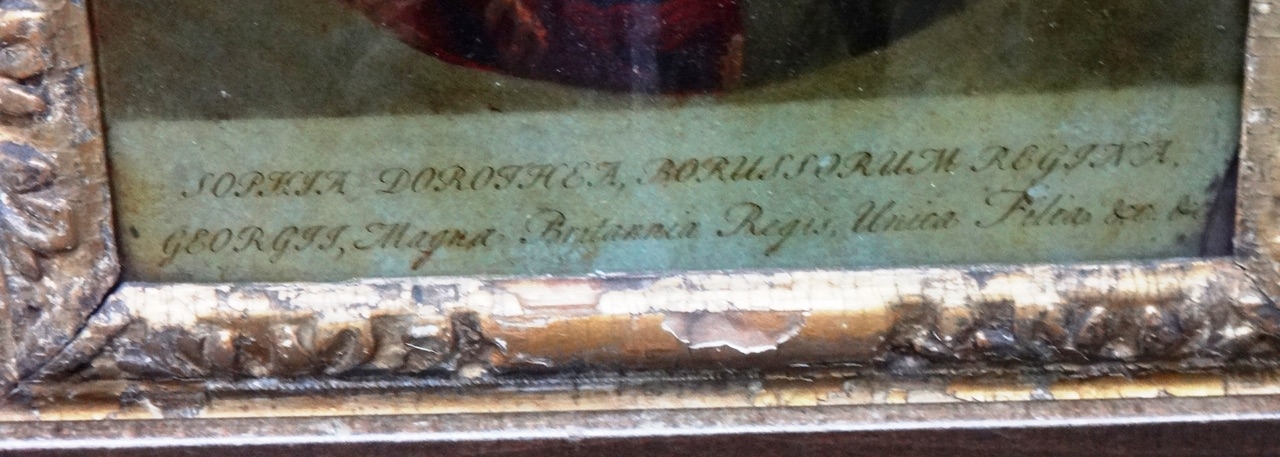 SOPHIA DOROTHEA, BORUSSORUM REGINA,
GEORGII, Magnæ Britanniæ Regis, Unica Filia &c. &c